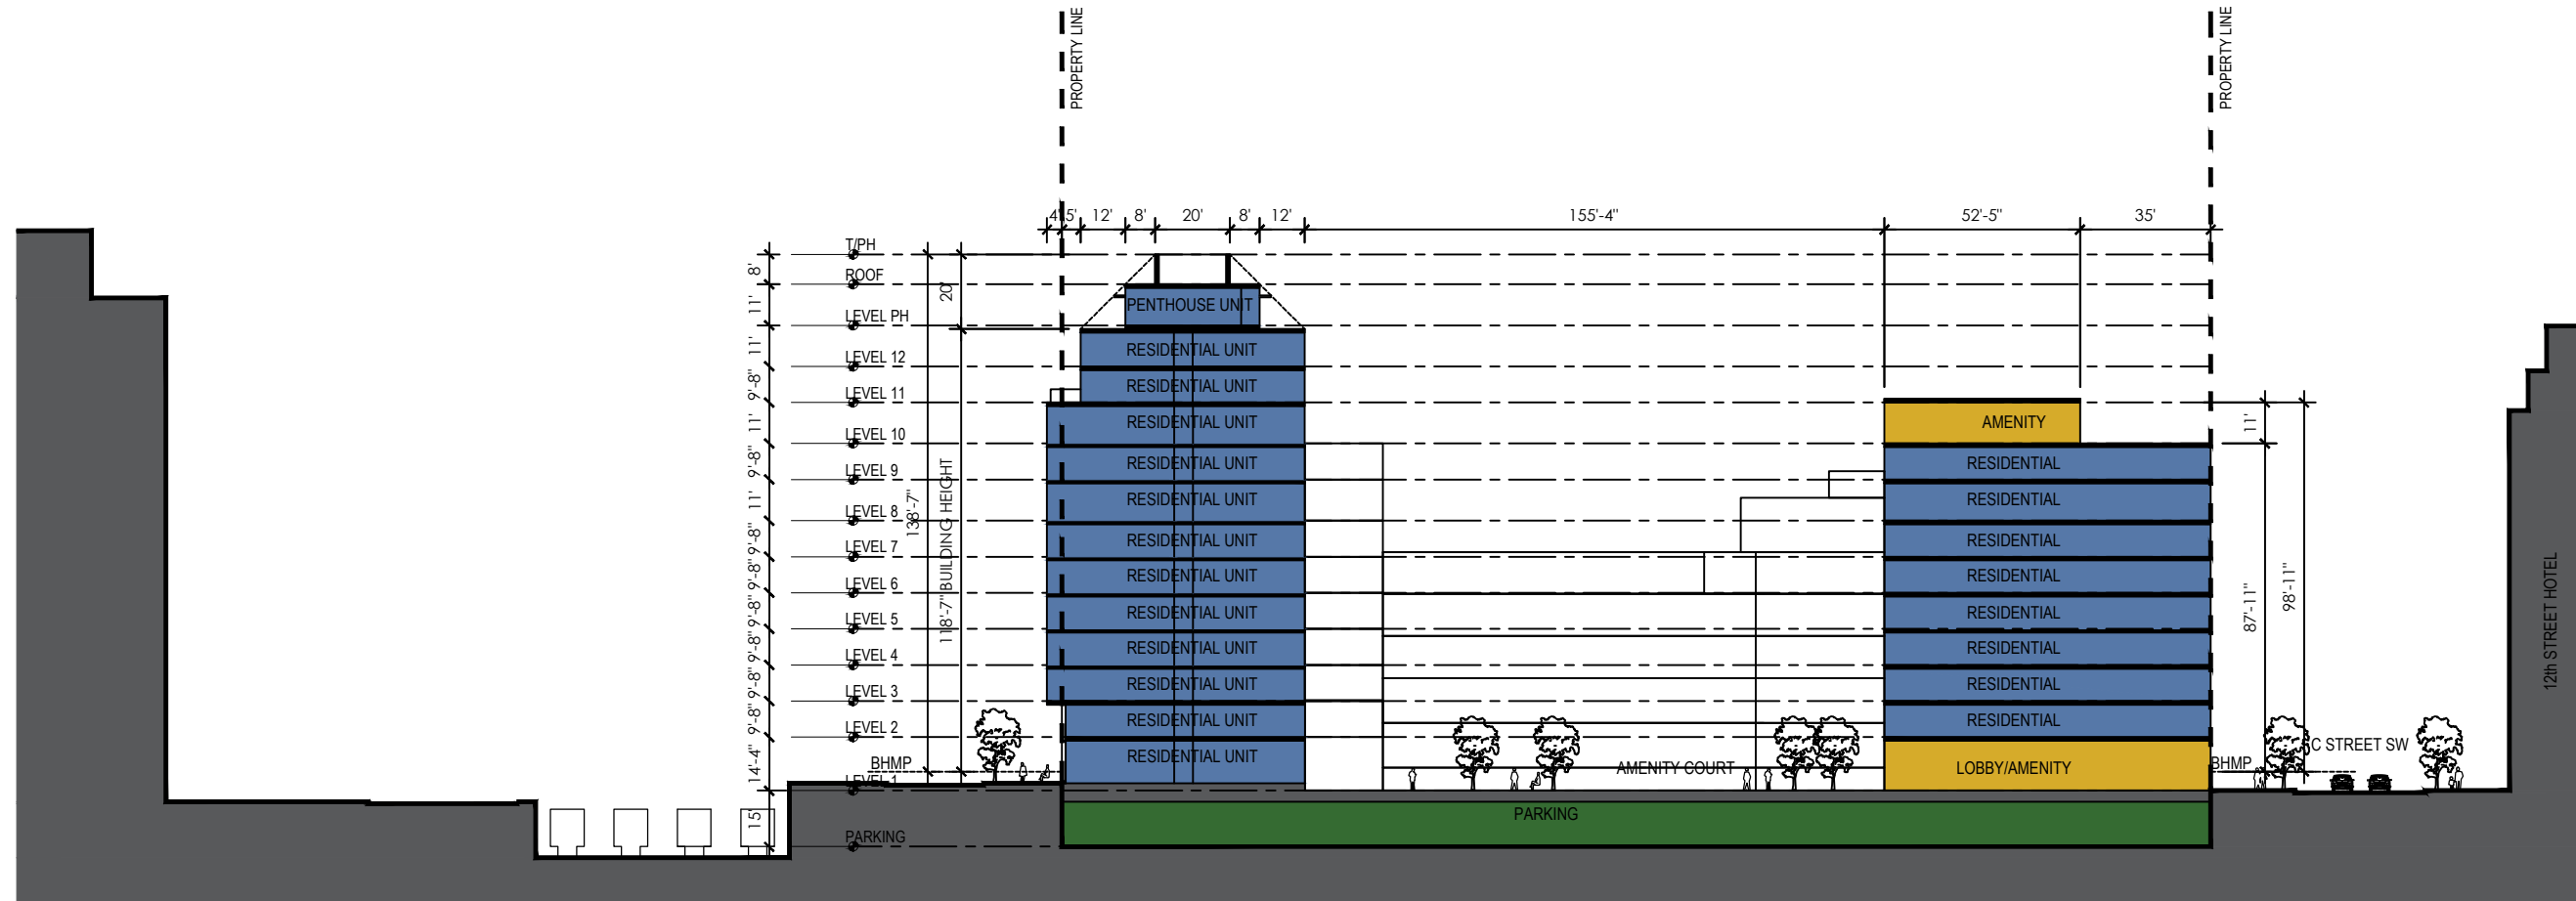 PROPERTY LINE
PROPERTY LINE
4' 5' 12' 8' 20' 8' 12' 155'-4" 52'-5" 35'
T/PH
8'
ROOF
20'
11'
PENTHOUSE UNIT
LEVEL PH
11'
RESIDENTIAL UNIT
LEVEL 12
9'-8"
RESIDENTIAL UNIT
LEVEL 11
11'
RESIDENTIAL UNIT
AMENITY
11'
LEVEL 10
9'-8"
RESIDENTIAL UNIT
RESIDENTIAL
LEVEL 9
11'
RESIDENTIAL UNIT
RESIDENTIAL
LEVEL 8
138'-7"
118'-7" BUILDING HEIGHT
9'-8"
RESIDENTIAL UNIT
RESIDENTIAL
LEVEL 7
9'-8"
RESIDENTIAL UNIT
RESIDENTIAL
98'-11"
87'-11"
12th STREET HOTEL
LEVEL 6
9'-8"
RESIDENTIAL UNIT
RESIDENTIAL
LEVEL 5
9'-8"
RESIDENTIAL UNIT
RESIDENTIAL
LEVEL 4
9'-8"
RESIDENTIAL UNIT
RESIDENTIAL
LEVEL 3
9'-8"
RESIDENTIAL UNIT
RESIDENTIAL
LEVEL 2
14'-4"
RESIDENTIAL UNIT
C STREET SW
BHMP
AMENITY COURT
LOBBY/AMENITY
BHMP
LEVEL 1
15'
PARKING
PARKING